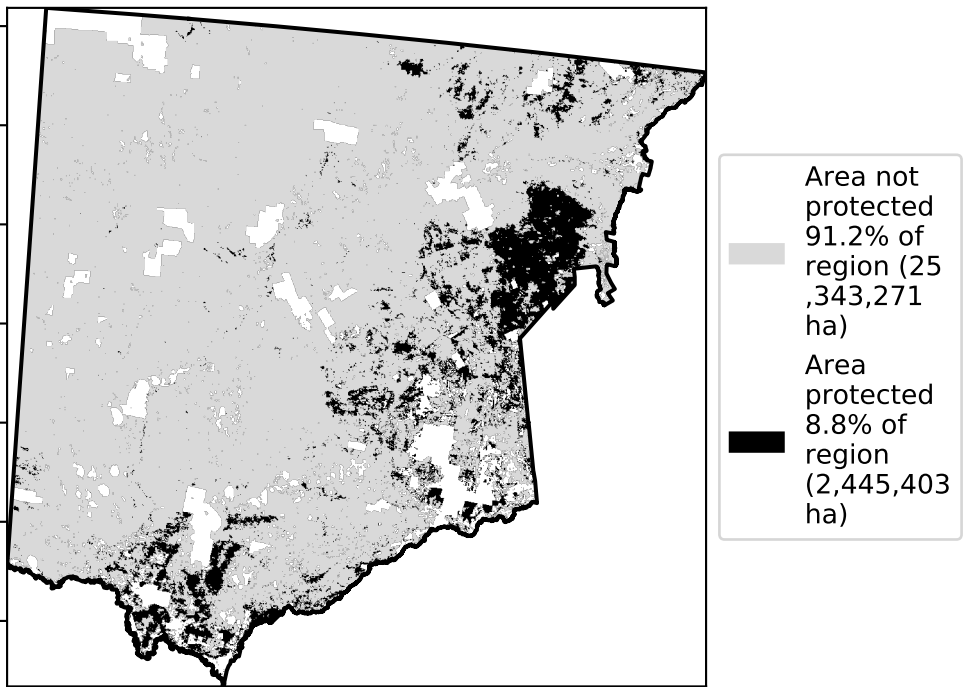 Area not
protected
91.2% of
region (25
,343,271
ha)
Area
protected
8.8% of
region
(2,445,403
ha)